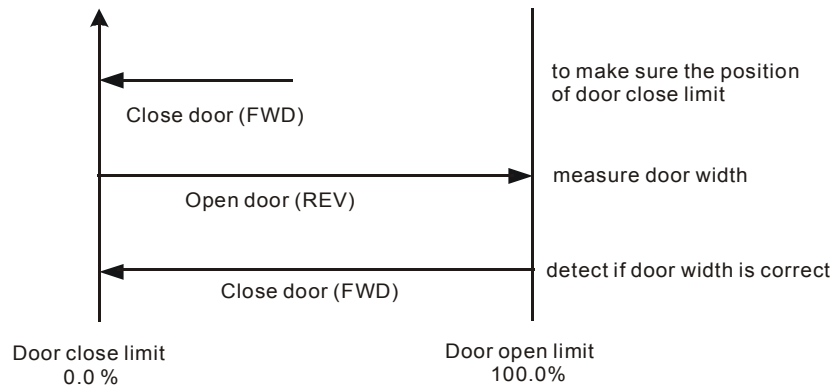 to make sure the position
of door close limit
Close door (FWD)
measure door width
Open door (REV)
detect if door width is correct
Close door (FWD)
Door close limit
0.0 %
Door open limit
100.0%